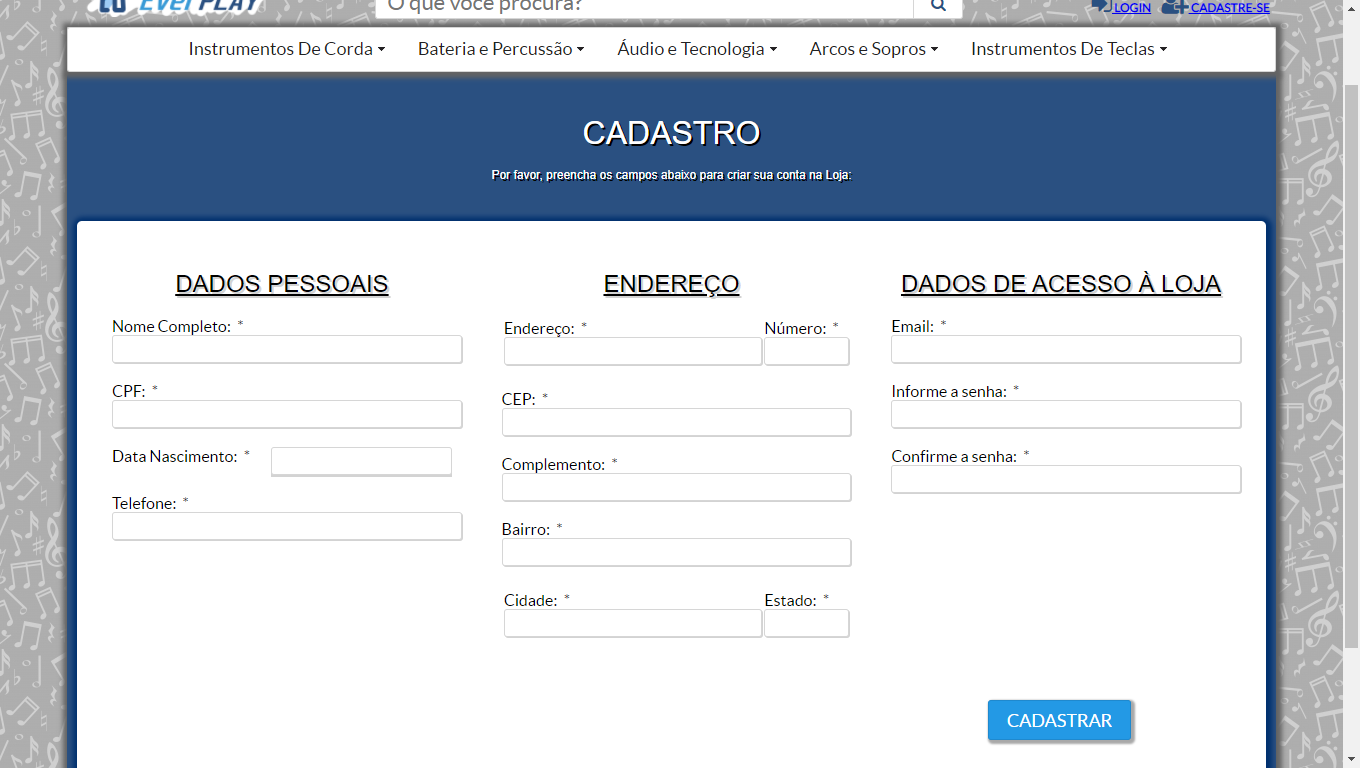 Ever PLAY
O que você procura?
LOGIN CADASTRE-SE
Instrumentos De Corda Bateria e Percussão Áudio e Tecnologia Arcos e Sopros Instrumentos De Teclas
CADASTRO
Por favor, preencha os campos abaixo para criar sua conta na Loja:
DADOS PESSOAIS
Nome Completo: *
CPF: *
Data Nascimento: *
Telefone: *
ENDEREÇO
Endereço: * Número: *
CEP: *
Complemento: *
Bairro: *
Cidade: * Estado: *
DADOS DE ACESSO À LOJA
Email: *
Informe a senha: *
Confirme a senha: *
CADASTRAR